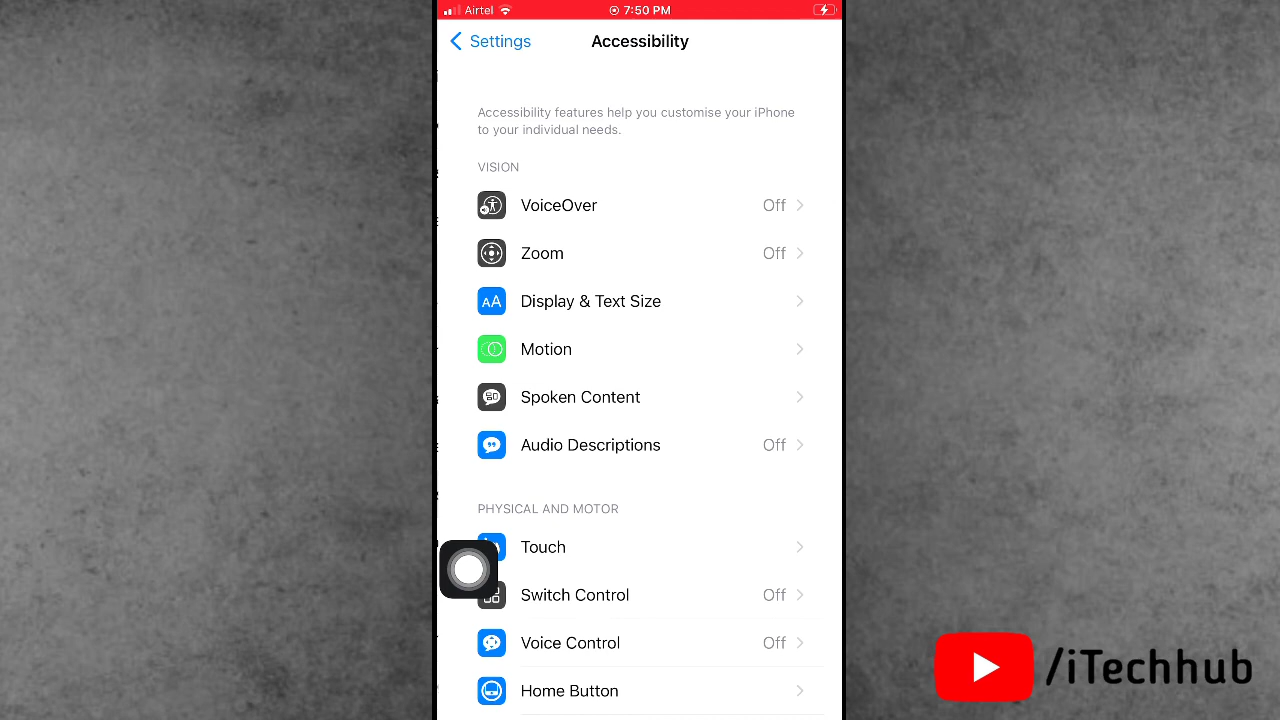 Airtel 7:50 PM
Settings Accessibility
Accessibility features help you customise your iPhone
to your individual needs.
VISION
VoiceOver Off
Zoom Off
AA Display & Text Size
Motion
Spoken Content
Audio Descriptions Off
PHYSICAL AND MOTOR
Touch
Switch Control Off
Voice Control Off
Home Button
/iTechhub